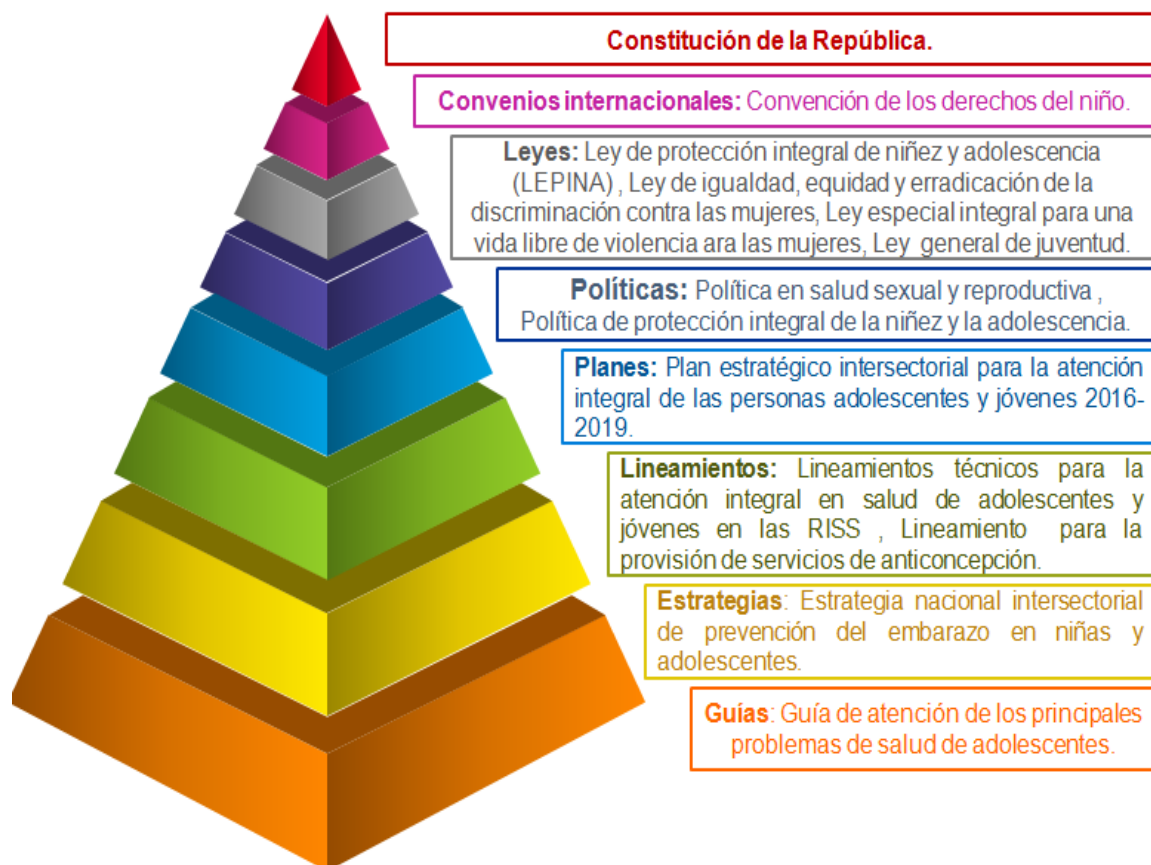 Constitución de la República.
Convenios internacionales: Convención de los derechos del niño.
Leyes: Ley de protección integral de niñez y adolescencia
(LEPINA) , Ley de igualdad, equidad y erradicación de la
discriminación contra las mujeres, Ley especial integral para una
vida libre de violencia ara las mujeres, Ley general de juventud.
Políticas: Política en salud sexual y reproductiva ,
Política de protección integral de la niñez y la adolescencia.
Planes: Plan estratégico intersectorial para la atención
integral de las personas adolescentes y jóvenes 2016-
2019.
Lineamientos: Lineamientos técnicos para la
atención integral en salud de adolescentes y
jóvenes en las RISS , Lineamiento para la
provisión de servicios de anticoncepción.
Estrategias: Estrategia nacional intersectorial
de prevención del embarazo en niñas y
adolescentes.
Guías: Guía de atención de los principales
problemas de salud de adolescentes.